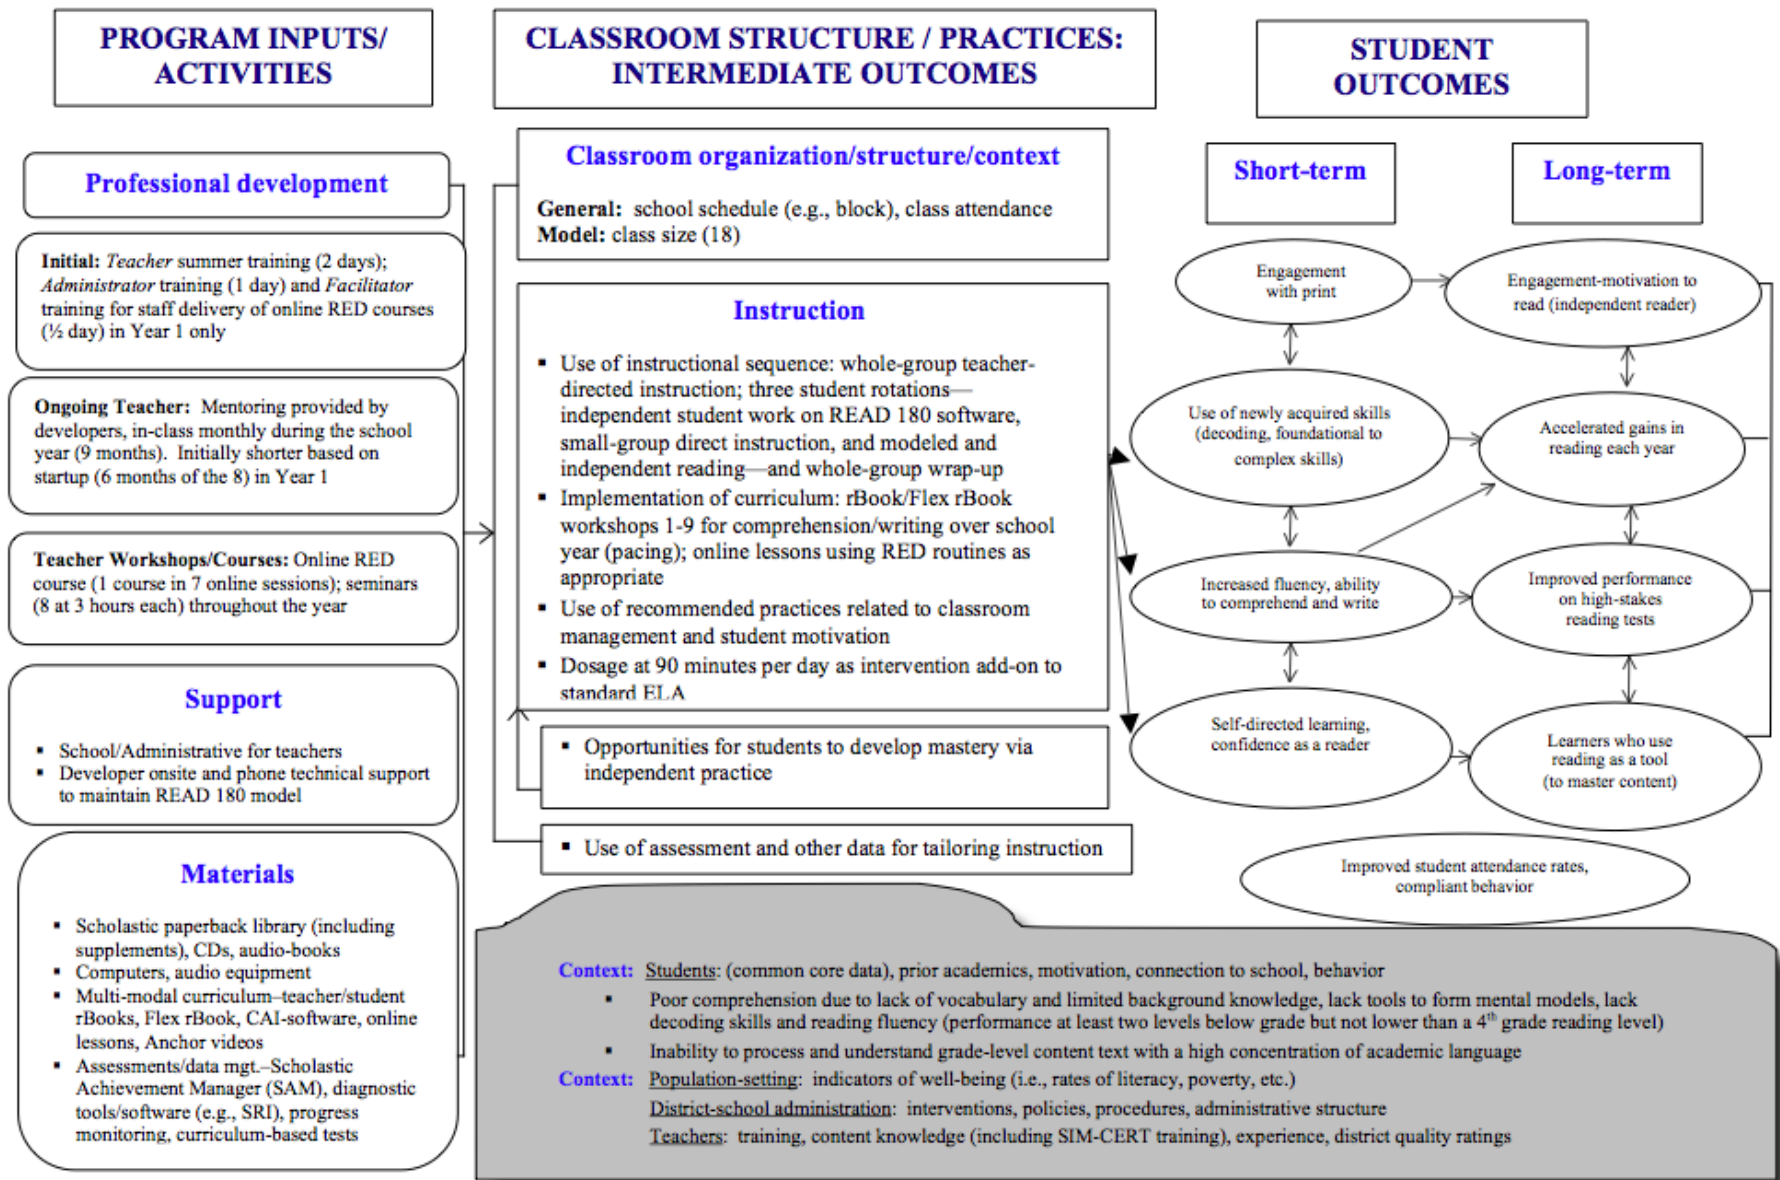 PROGRAM INPUTS/
ACTIVITIES
Professional development
Initial: Teacher summer training (2 days);
Administrator training (1 day) and Facilitator
training for staff delivery of online RED courses
(½ day) in Year 1 only
Ongoing Teacher: Mentoring provided by
developers, in-class monthly during the school
year (9 months). Initially shorter based on
startup (6 months of the 8) in Year 1
Teacher Workshops/Courses: Online RED
course (1 course in 7 online sessions); seminars
(8 at 3 hours each) throughout the year
Support
▪ School/Administrative for teachers
▪ Developer onsite and phone technical support
to maintain READ 180 model
Materials
▪ Scholastic paperback library (including
supplements), CDs, audio-books
▪ Computers, audio equipment
▪ Multi-modal curriculum–teacher/student
rBooks, Flex rBook, CAI-software, online
lessons, Anchor videos
▪ Assessments/data mgt.–Scholastic
Achievement Manager (SAM), diagnostic
tools/software (e.g., SRI), progress
monitoring, curriculum-based tests
CLASSROOM STRUCTURE / PRACTICES:
INTERMEDIATE OUTCOMES
Classroom organization/structure/context
General: school schedule (e.g., block), class attendance
Model: class size (18)
Instruction
▪ Use of instructional sequence: whole-group teacher-
directed instruction; three student rotations—
independent student work on READ 180 software,
small-group direct instruction, and modeled and
independent reading—and whole-group wrap-up
▪ Implementation of curriculum: rBook/Flex rBook
workshops 1-9 for comprehension/writing over school
year (pacing); online lessons using RED routines as
appropriate
▪ Use of recommended practices related to classroom
management and student motivation
▪ Dosage at 90 minutes per day as intervention add-on to
standard ELA
▪ Opportunities for students to develop mastery via
independent practice
▪ Use of assessment and other data for tailoring instruction
STUDENT
OUTCOMES
Short-term
Engagement
with print
Use of newly acquired skills
(decoding, foundational to
complex skills)
Increased fluency, ability
to comprehend and write
Self-directed learning,
confidence as a reader
Long-term
Engagement-motivation to
read (independent reader)
Accelerated gains in
reading each year
Improved performance
on high-stakes
reading tests
Learners who use
reading as a tool
(to master content)
Improved student attendance rates,
compliant behavior
Context: Students: (common core data), prior academics, motivation, connection to school, behavior
▪ Poor comprehension due to lack of vocabulary and limited background knowledge, lack tools to form mental models, lack
decoding skills and reading fluency (performance at least two levels below grade but not lower than a 4th grade reading level)
▪ Inability to process and understand grade-level content text with a high concentration of academic language
Context: Population-setting: indicators of well-being (i.e., rates of literacy, poverty, etc.)
District-school administration: interventions, policies, procedures, administrative structure
Teachers: training, content knowledge (including SIM-CERT training), experience, district quality ratings